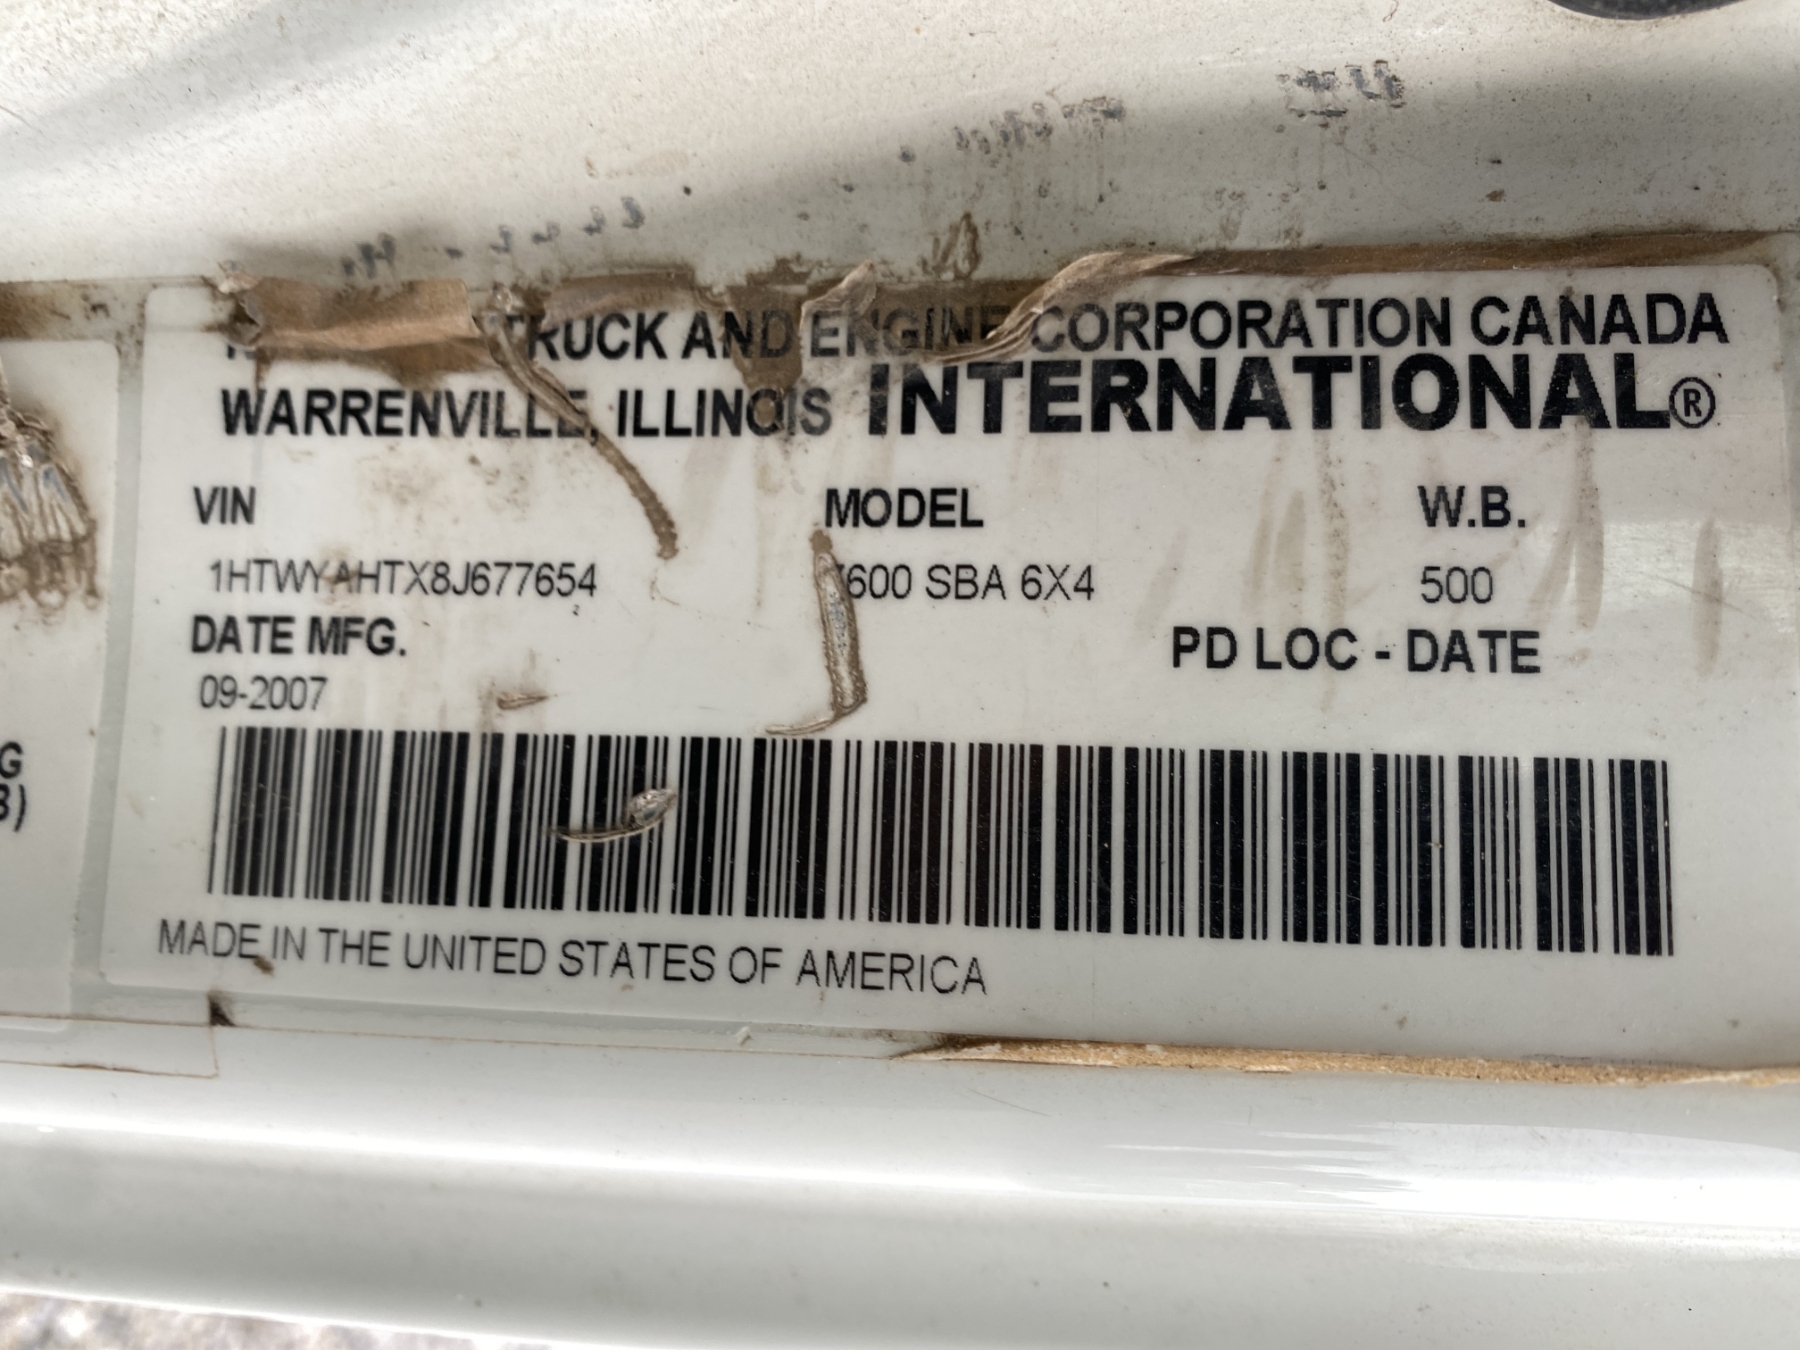 TRUCK AND ENGINE CORPORATION CANADA
WARRENVILLE, ILLINOIS INTERNATIONAL®
VIN MODEL W.B.
1HTWYAHTX8J677654 7600 SBA 6X4 500
DATE MFG. PD LOC - DATE
09-2007
G
B)
MADE IN THE UNITED STATES OF AMERICA